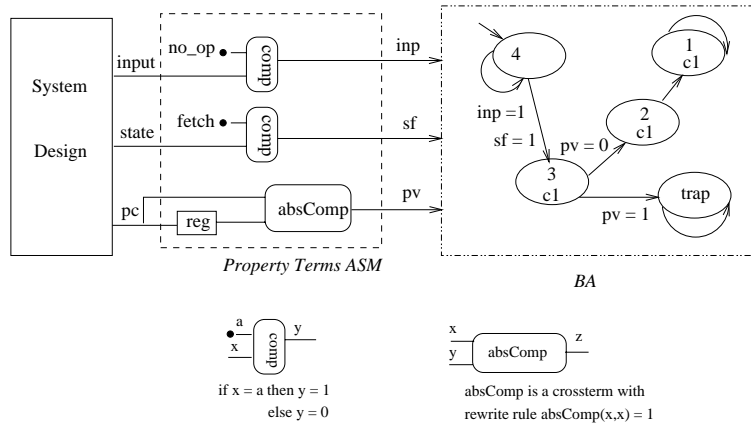 System
Design
input
state
pc
no_op
comp
inp
fetch
comp
sf
reg
absComp
pv
Property Terms ASM
4
inp =1
sf = 1
3
c1
pv = 0
2
c1
1
c1
pv = 1
trap
BA
a
x
comp
y
if x = a then y = 1
else y = 0
x
y
absComp
z
absComp is a crossterm with
rewrite rule absComp(x,x) = 1